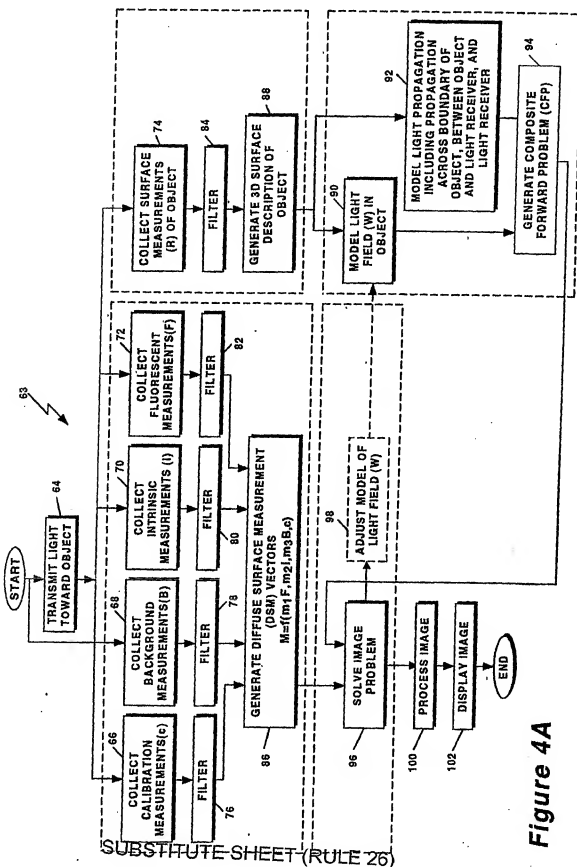 63
START
64
TRANSMIT LIGHT
TOWARD OBJECT
66
COLLECT
CALIBRATION
MEASUREMENTS(c)
68
COLLECT
BACKGROUND
MEASUREMENTS(B)
70
COLLECT
INTRINSIC
MEASUREMENTS (I)
72
COLLECT
FLUORESCENT
MEASUREMENTS(F)
74
COLLECT SURFACE
MEASUREMENTS
(R) OF OBJECT
FILTER
76
FILTER
78
FILTER
80
FILTER
82
FILTER
84
GENERATE DIFFUSE SURFACE MEASUREMENT
(DSM) VECTORS
M=f(m1F,m2I,m3B,c)
86
GENERATE 3D SURFACE
DESCRIPTION OF
OBJECT
88
MODEL LIGHT
FIELD (W) IN
OBJECT
90
MODEL LIGHT PROPAGATION
INCLUDING PROPAGATION
ACROSS BOUNDARY OF
OBJECT, BETWEEN OBJECT
AND LIGHT RECEIVER, AND
LIGHT RECEIVER
92
GENERATE COMPOSITE
FORWARD PROBLEM (CFP)
94
SOLVE IMAGE
PROBLEM
96
98
ADJUST MODEL OF
LIGHT FIELD (W)
PROCESS IMAGE
100
DISPLAY IMAGE
102
END
Figure 4A
SUBSTITUTE SHEET (RULE 26)